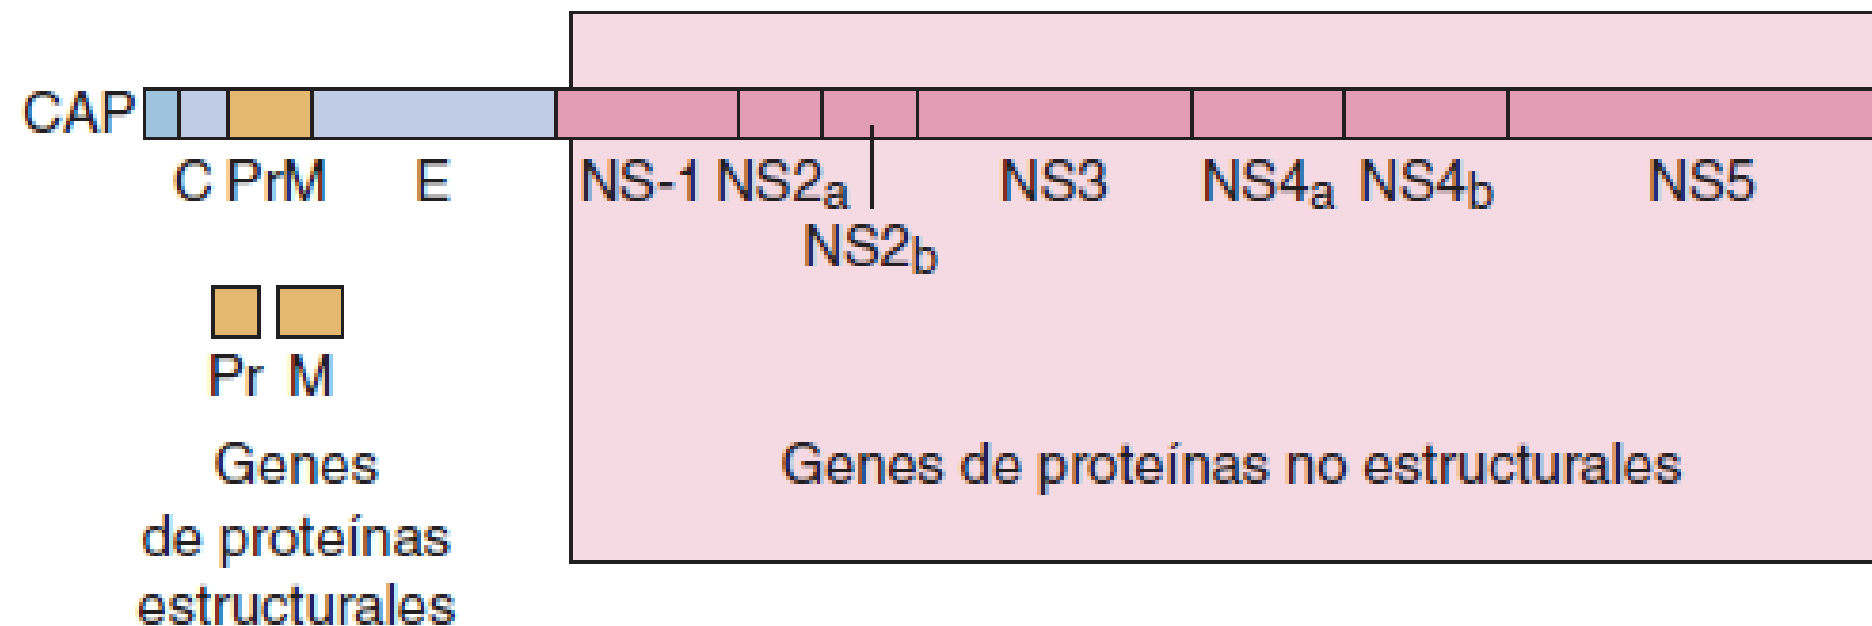 CAP
C PrM E NS-1 NS2a NS3 NS4a NS4b NS5
NS2b
Pr M
Genes
de proteínas
estructurales
Genes de proteínas no estructurales